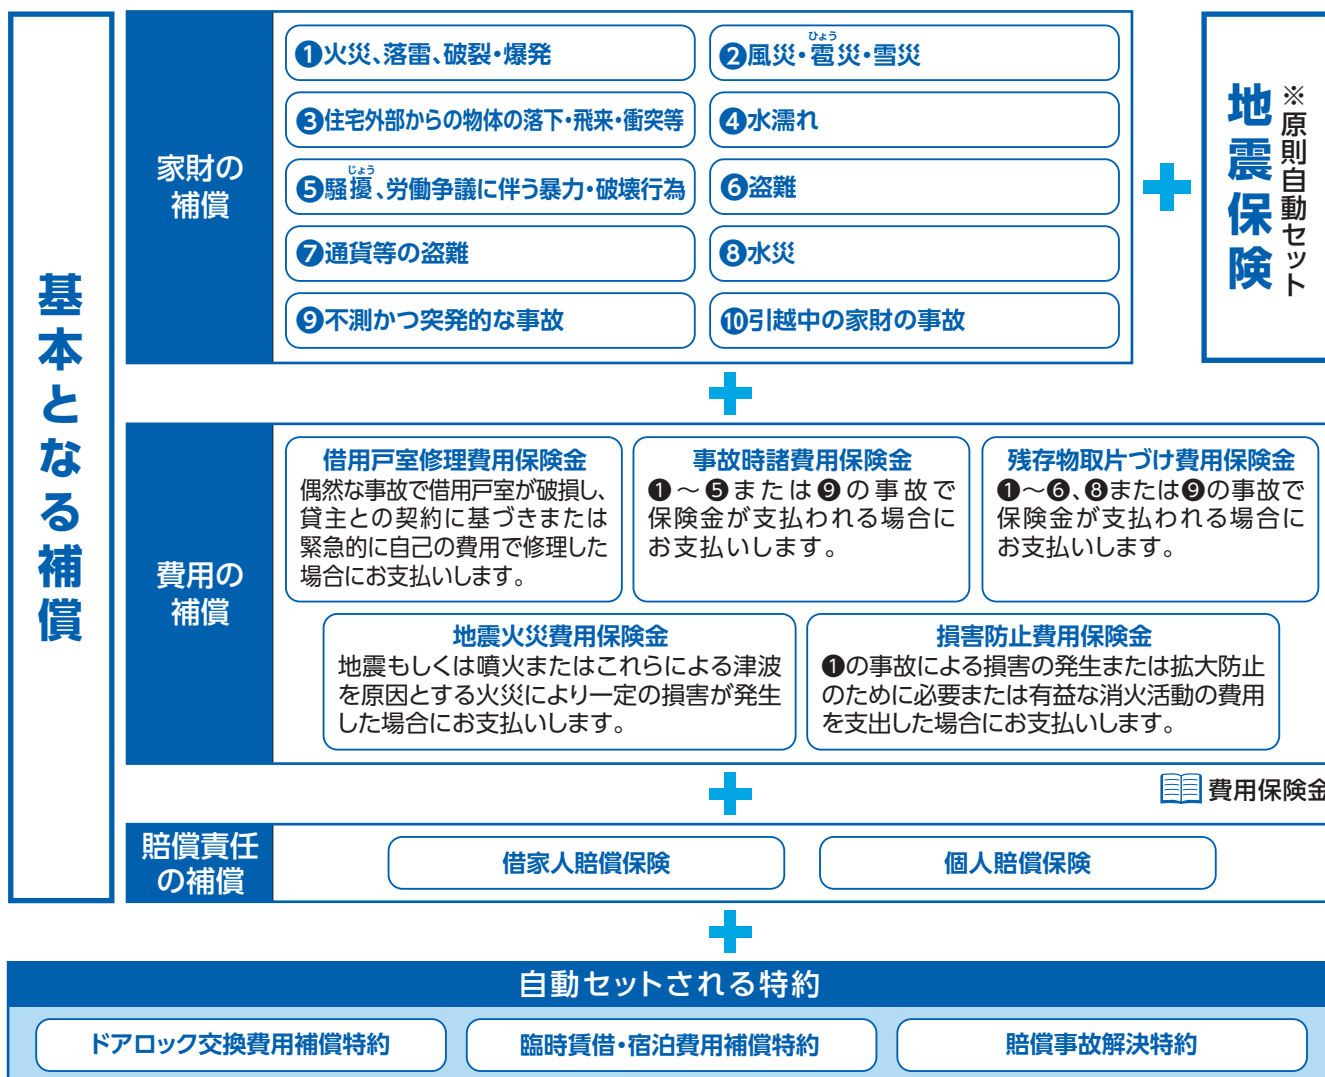 基本となる補償
家財の
補償
❶火災、落雷、破裂・爆発
❷風災・雹災・雪災
ひょう
❸住宅外部からの物体の落下・飛来・衝突等
❹水濡れ
❺騒擾、労働争議に伴う暴力・破壊行為
じょう
❻盗難
❼通貨等の盗難
❽水災
❾不測かつ突発的な事故
❿引越中の家財の事故
地震保険
※原則自動セット
費用の
補償
借用戸室修理費用保険金
偶然な事故で借用戸室が破損し、
貸主との契約に基づきまたは
緊急的に自己の費用で修理した
場合にお支払いします。
事故時諸費用保険金
❶～❺または❾の事故で
保険金が支払われる場合に
お支払いします。
残存物取片づけ費用保険金
❶～❻、❽または❾の事故で
保険金が支払われる場合に
お支払いします。
地震火災費用保険金
地震もしくは噴火またはこれらによる津波
を原因とする火災により一定の損害が発生
した場合にお支払いします。
損害防止費用保険金
❶の事故による損害の発生または拡大防止
のために必要または有益な消火活動の費用
を支出した場合にお支払いします。
費用保険金
賠償責任
の補償
借家人賠償保険
個人賠償保険
自動セットされる特約
ドアロック交換費用補償特約
臨時賃借・宿泊費用補償特約
賠償事故解決特約